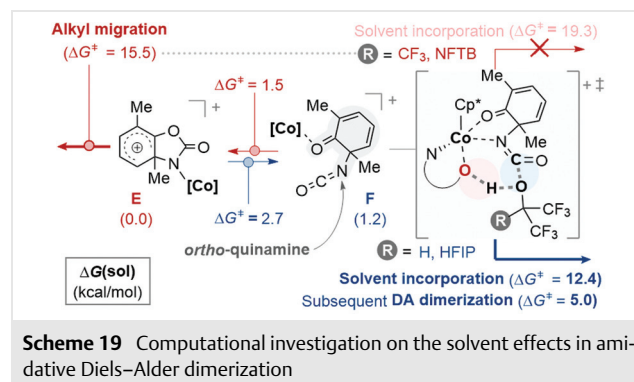 Alkyl migration
(ΔG‡ = 15.5)
Solvent incorporation (ΔG‡ = 19.3)
R = CF3, NFTB
Me
O
O
N
Me
[Co]
+
E
(0.0)
ΔG‡ = 1.5
ΔG‡ = 2.7
+
Me
[Co]
O
Me
O=C=N
F
(1.2)
ortho-quinamine
+‡
Me
Cp*
O
Co
Me
N
N
C
O
O
H
O
R
CF3
CF3
R = H, HFIP
Solvent incorporation (ΔG‡ = 12.4)
Subsequent DA dimerization (ΔG‡ = 5.0)
ΔG(sol)
(kcal/mol)
Scheme 19 Computational investigation on the solvent effects in ami-
dative Diels–Alder dimerization